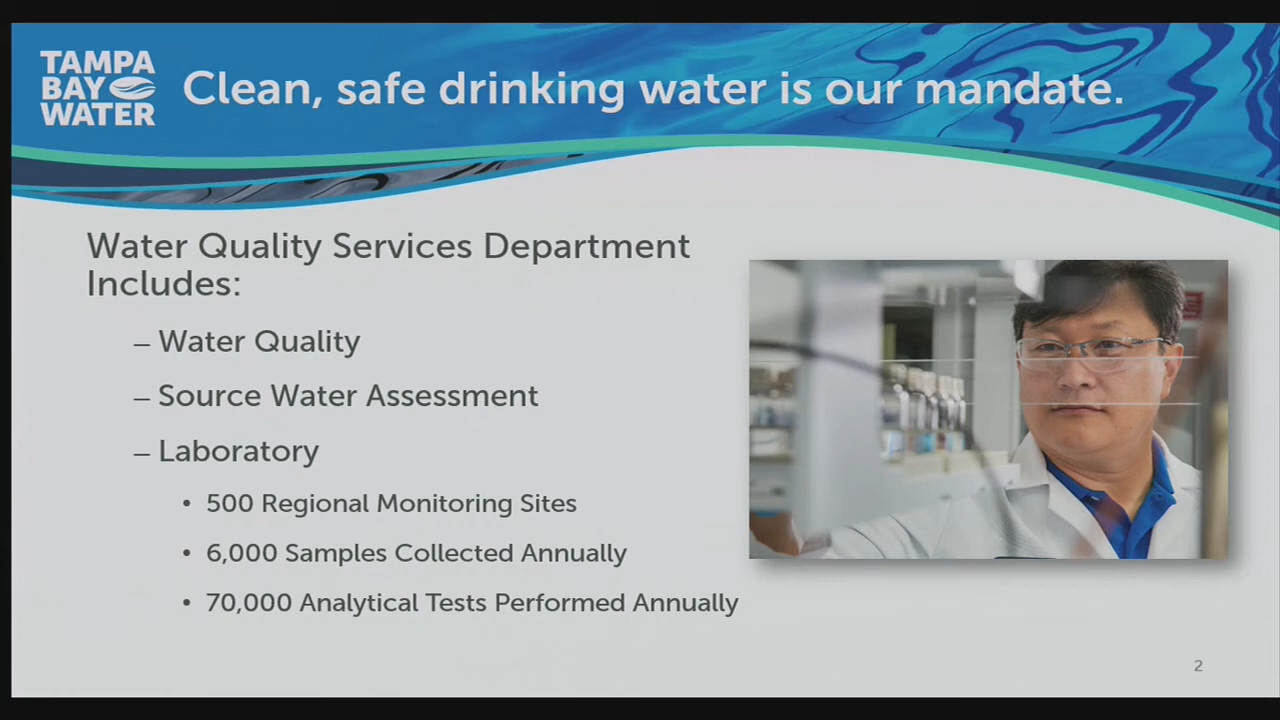 TAMPA
BAY
WATER
Clean, safe drinking water is our mandate.
Water Quality Services Department
Includes:
– Water Quality
– Source Water Assessment
– Laboratory
• 500 Regional Monitoring Sites
• 6,000 Samples Collected Annually
• 70,000 Analytical Tests Performed Annually
2